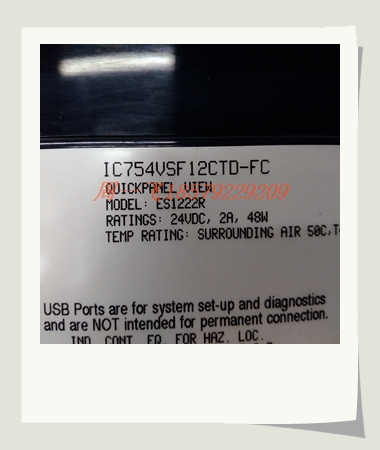 IC754VSF12CTD-FC
QUICKPANEL VIEW
MODEL: ES1222R
RATINGS: 24VDC, 2A, 48W
TEMP RATING: SURROUNDING AIR 50C,T
USB Ports are for system set-up and diagnostics
and are NOT intended for permanent connection.
IND. CONT. EQ. FOR HAZ. LOC.